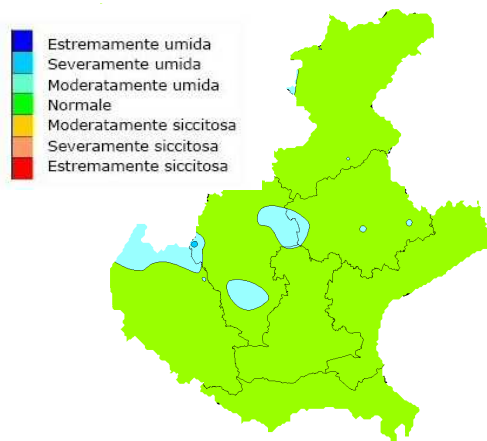 Estremamente umida
Severamente umida
Moderatamente umida
Normale
Moderatamente siccitosa
Severamente siccitosa
Estremamente siccitosa